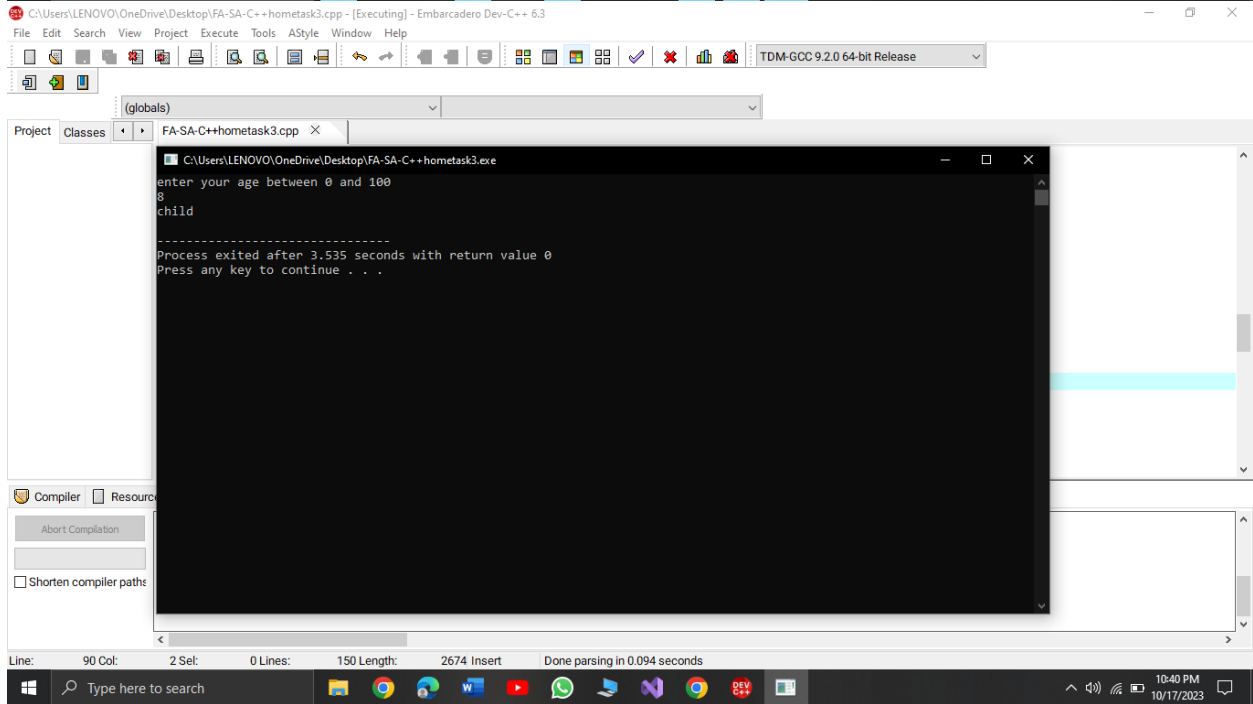 C:\Users\LENOVO\OneDrive\Desktop\FA-SA-C++hometask3.cpp - [Executing] - Embarcadero Dev-C++ 6.3
File Edit Search View Project Execute Tools AStyle Window Help
TDM-GCC 9.2.0 64-bit Release
(globals)
Project Classes FA-SA-C++hometask3.cpp
C:\Users\LENOVO\OneDrive\Desktop\FA-SA-C++hometask3.exe
enter your age between 0 and 100
8
child
--------------------------------
Process exited after 3.535 seconds with return value 0
Press any key to continue . . .
Compiler Resourc
Abort Compilation
Shorten compiler paths
Line: 90 Col: 2 Sel: 0 Lines: 150 Length: 2674 Insert Done parsing in 0.094 seconds
Type here to search
DEV C++
10:40 PM
10/17/2023